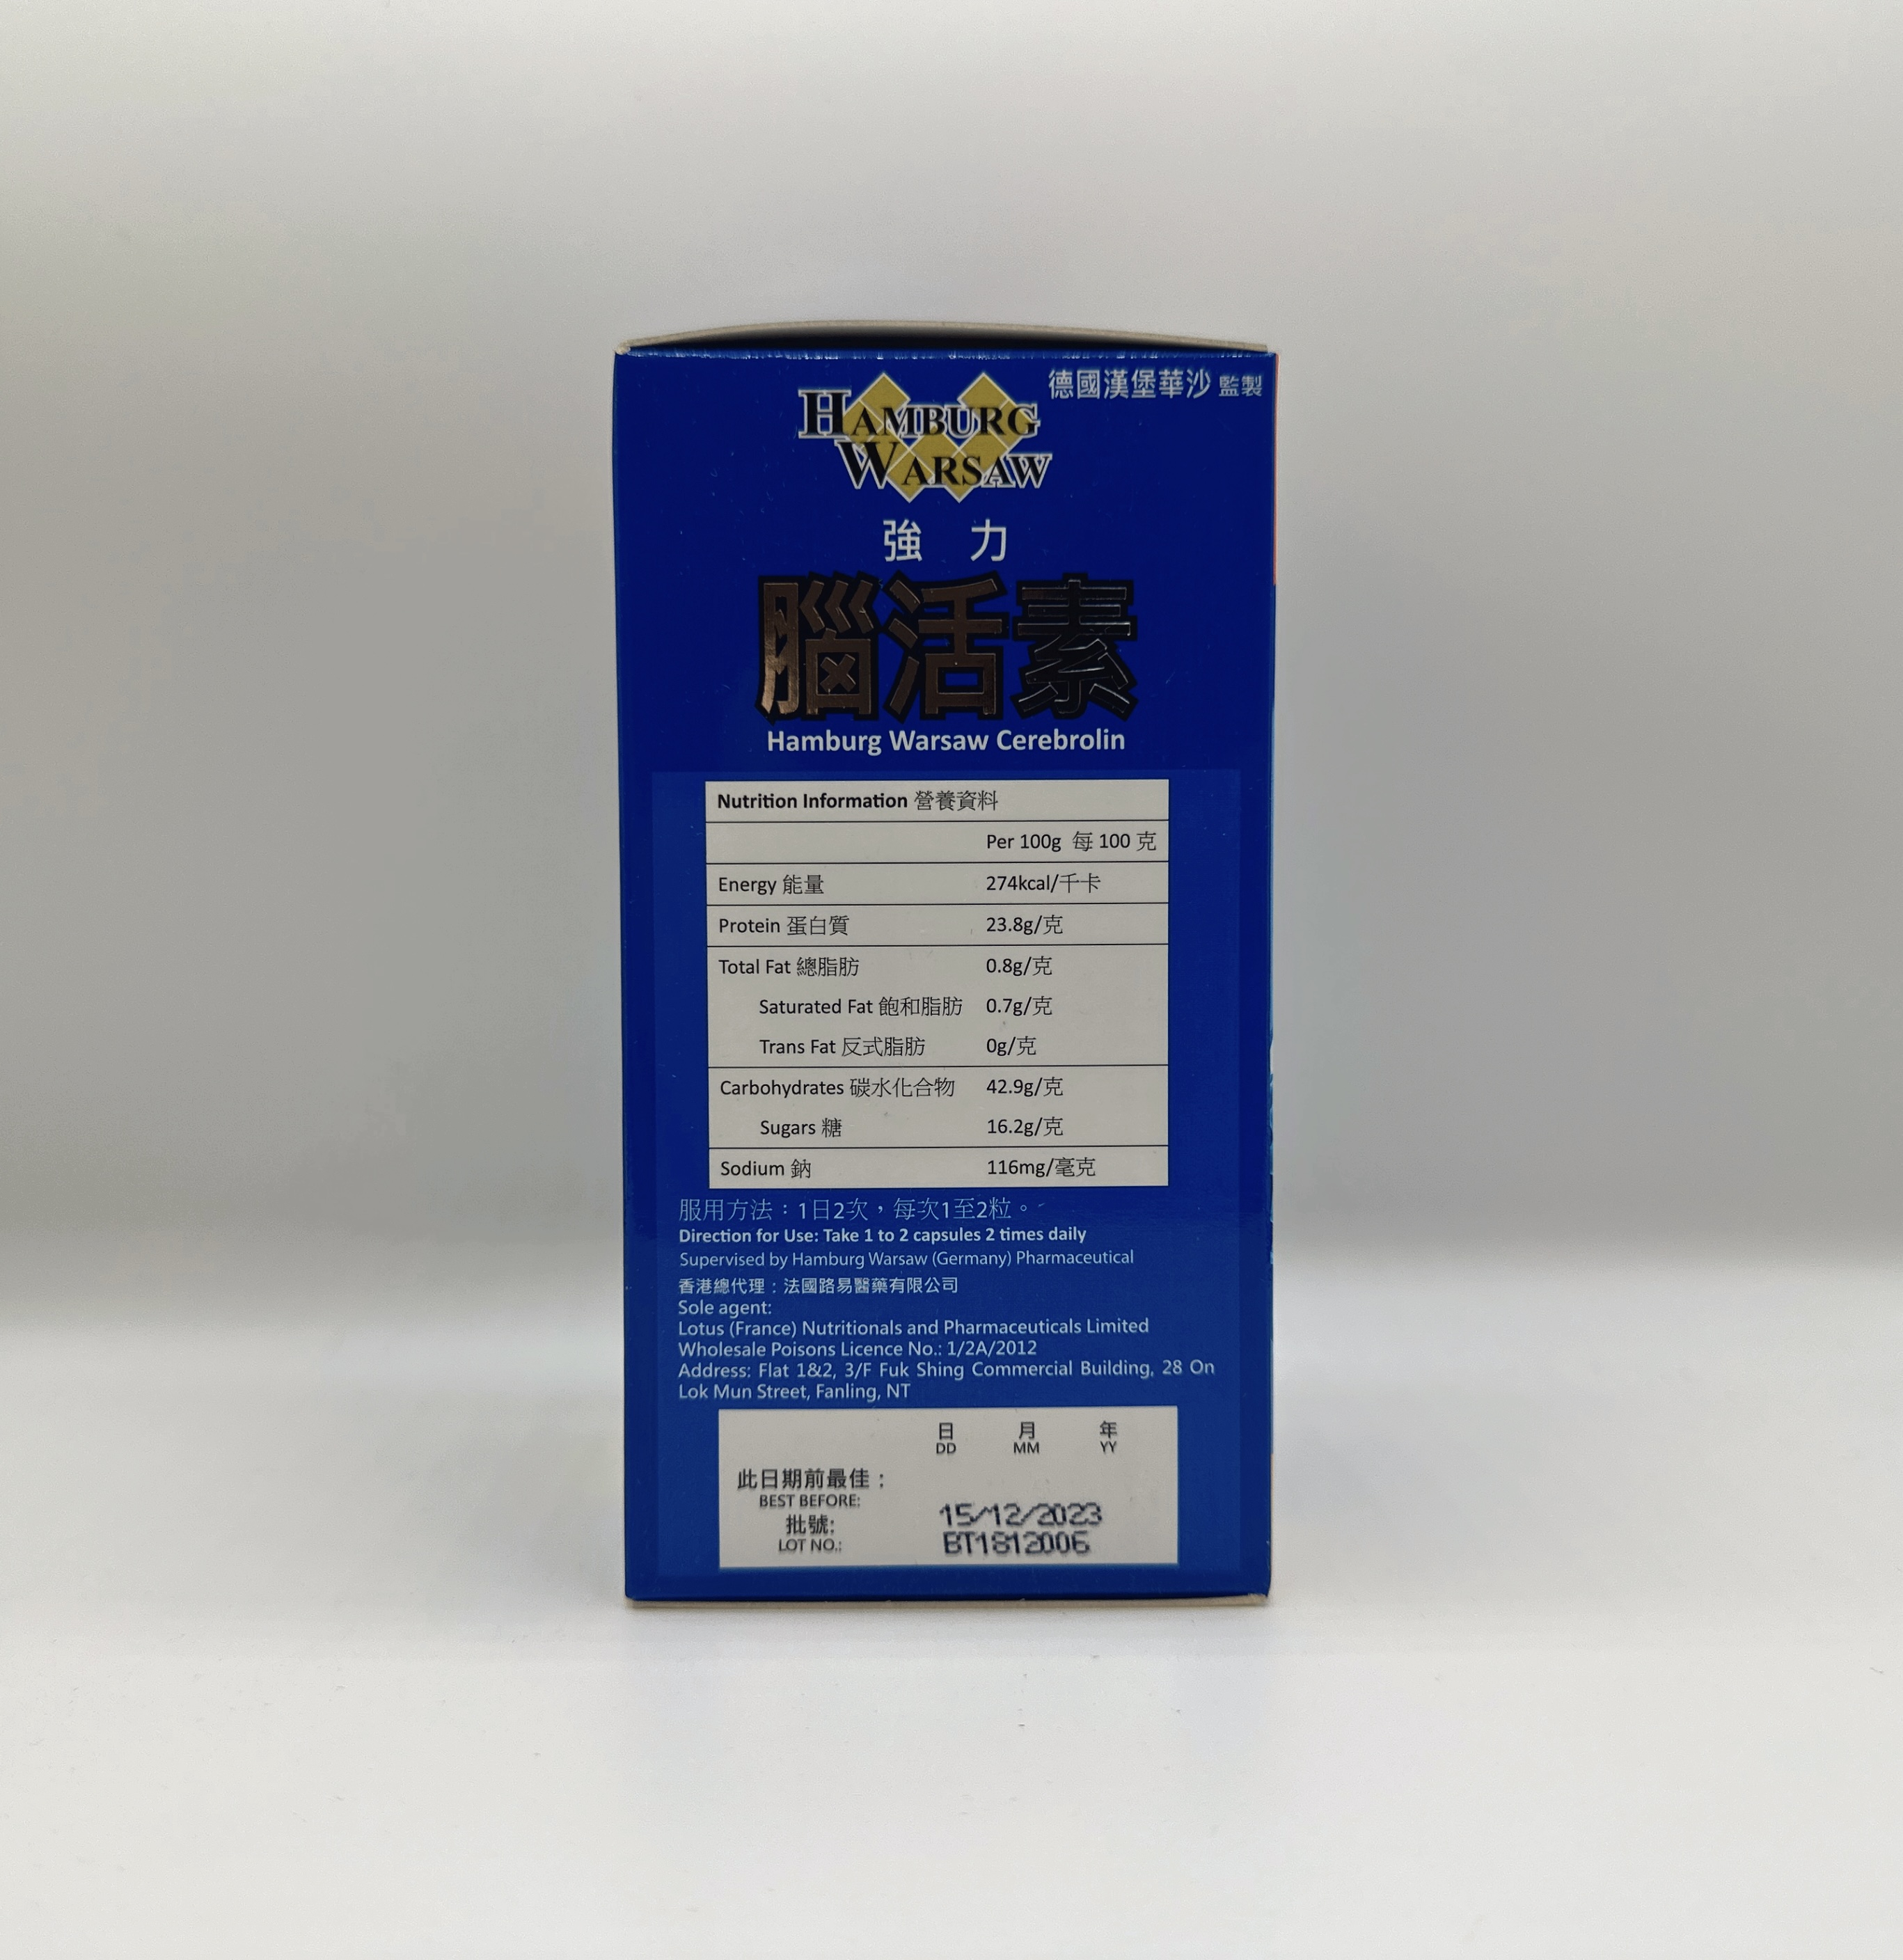 德國漢堡華沙 監製
HAMBURG
WARSAW
強 力
腦活素
Hamburg Warsaw Cerebrolin
Nutrition Information 營養資料
Per 100g 每 100 克
Energy 能量 274kcal/千卡
Protein 蛋白質 23.8g/克
Total Fat 總脂肪 0.8g/克
Saturated Fat 飽和脂肪 0.7g/克
Trans Fat 反式脂肪 0g/克
Carbohydrates 碳水化合物 42.9g/克
Sugars 糖 16.2g/克
Sodium 鈉 116mg/毫克
服用方法：1日2次，每次1至2粒。
Direction for Use: Take 1 to 2 capsules 2 times daily
Supervised by Hamburg Warsaw (Germany) Pharmaceutical
香港總代理：法國路易醫藥有限公司
Sole agent:
Lotus (France) Nutritionals and Pharmaceuticals Limited
Wholesale Poisons Licence No.: 1/2A/2012
Address: Flat 1&2, 3/F Fuk Shing Commercial Building, 28 On
Lok Mun Street, Fanling, NT
日 月 年
DD MM YY
此日期前最佳：
BEST BEFORE: 15/12/2023
批號:
LOT NO.: BT1812006